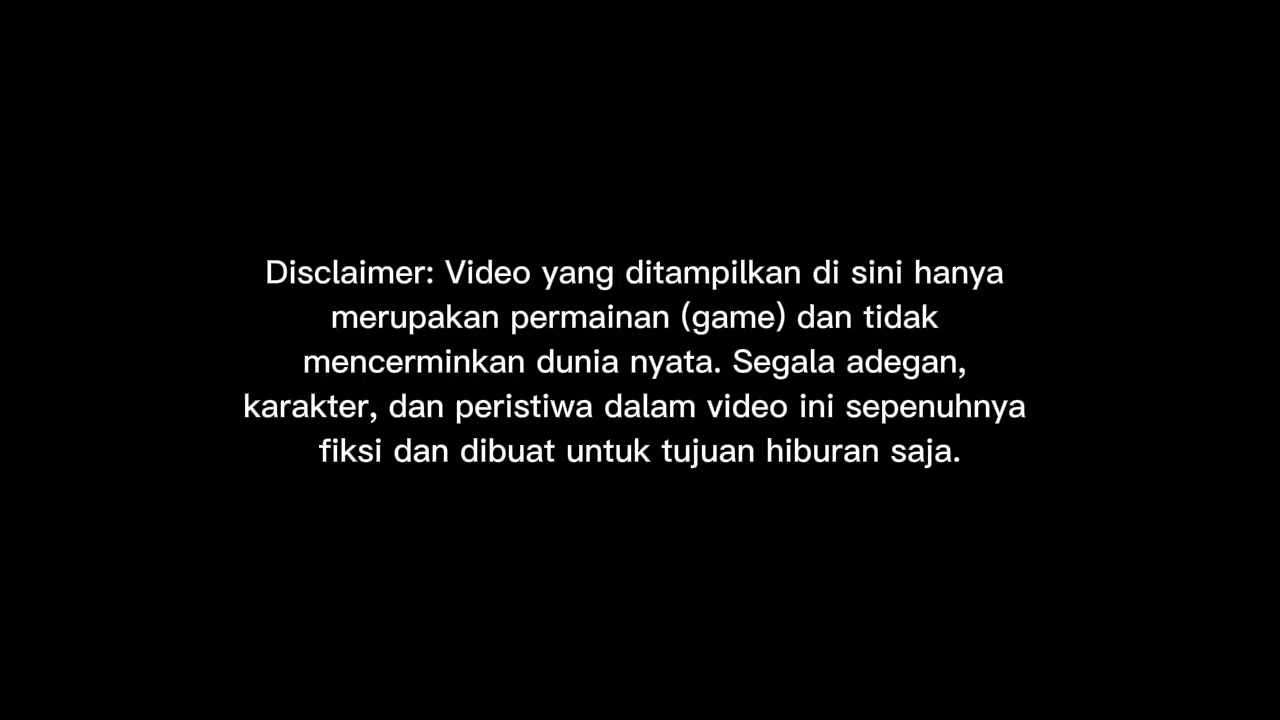 Disclaimer: Video yang ditampilkan di sini hanya
merupakan permainan (game) dan tidak
mencerminkan dunia nyata. Segala adegan,
karakter, dan peristiwa dalam video ini sepenuhnya
fiksi dan dibuat untuk tujuan hiburan saja.